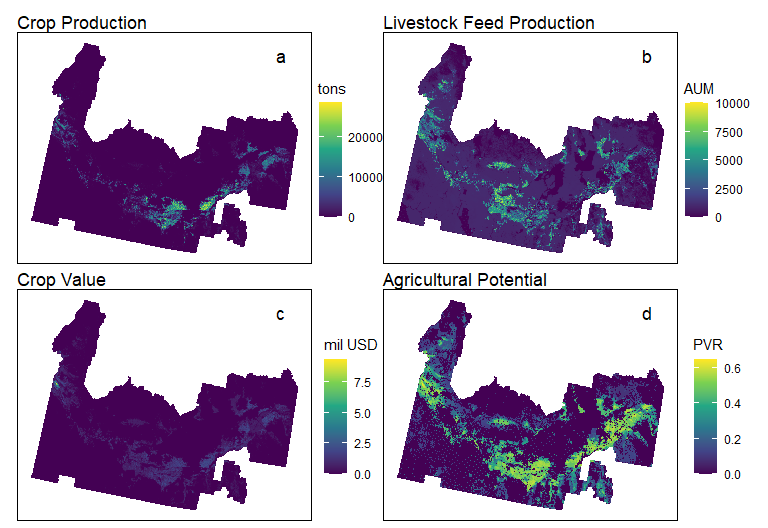 Crop Production
a
tons
20000
10000
0
Livestock Feed Production
b
AUM
10000
7500
5000
2500
0
Crop Value
c
mil USD
7.5
5.0
2.5
0.0
Agricultural Potential
d
PVR
0.6
0.4
0.2
0.0